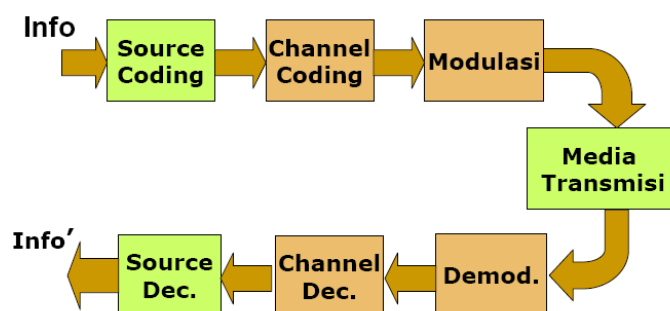 Info
Source
Coding
Channel
Coding
Modulasi
Media
Transmisi
Info’
Source
Dec.
Channel
Dec.
Demod.